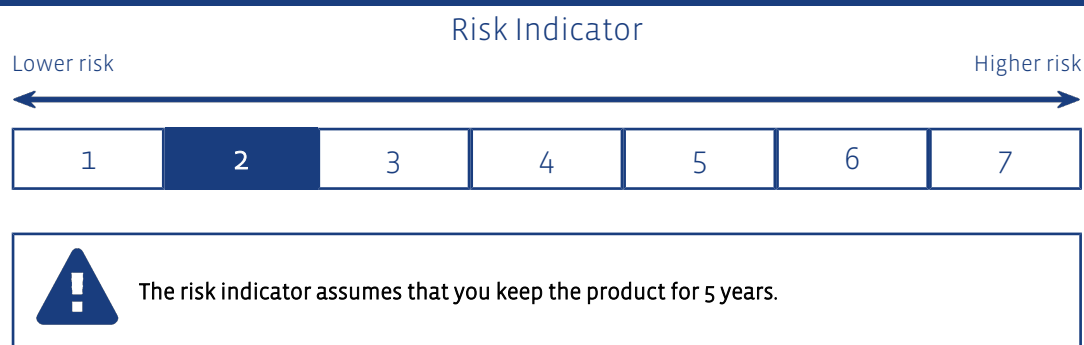 Risk Indicator
Lower risk Higher risk
1 2 3 4 5 6 7
The risk indicator assumes that you keep the product for 5 years.